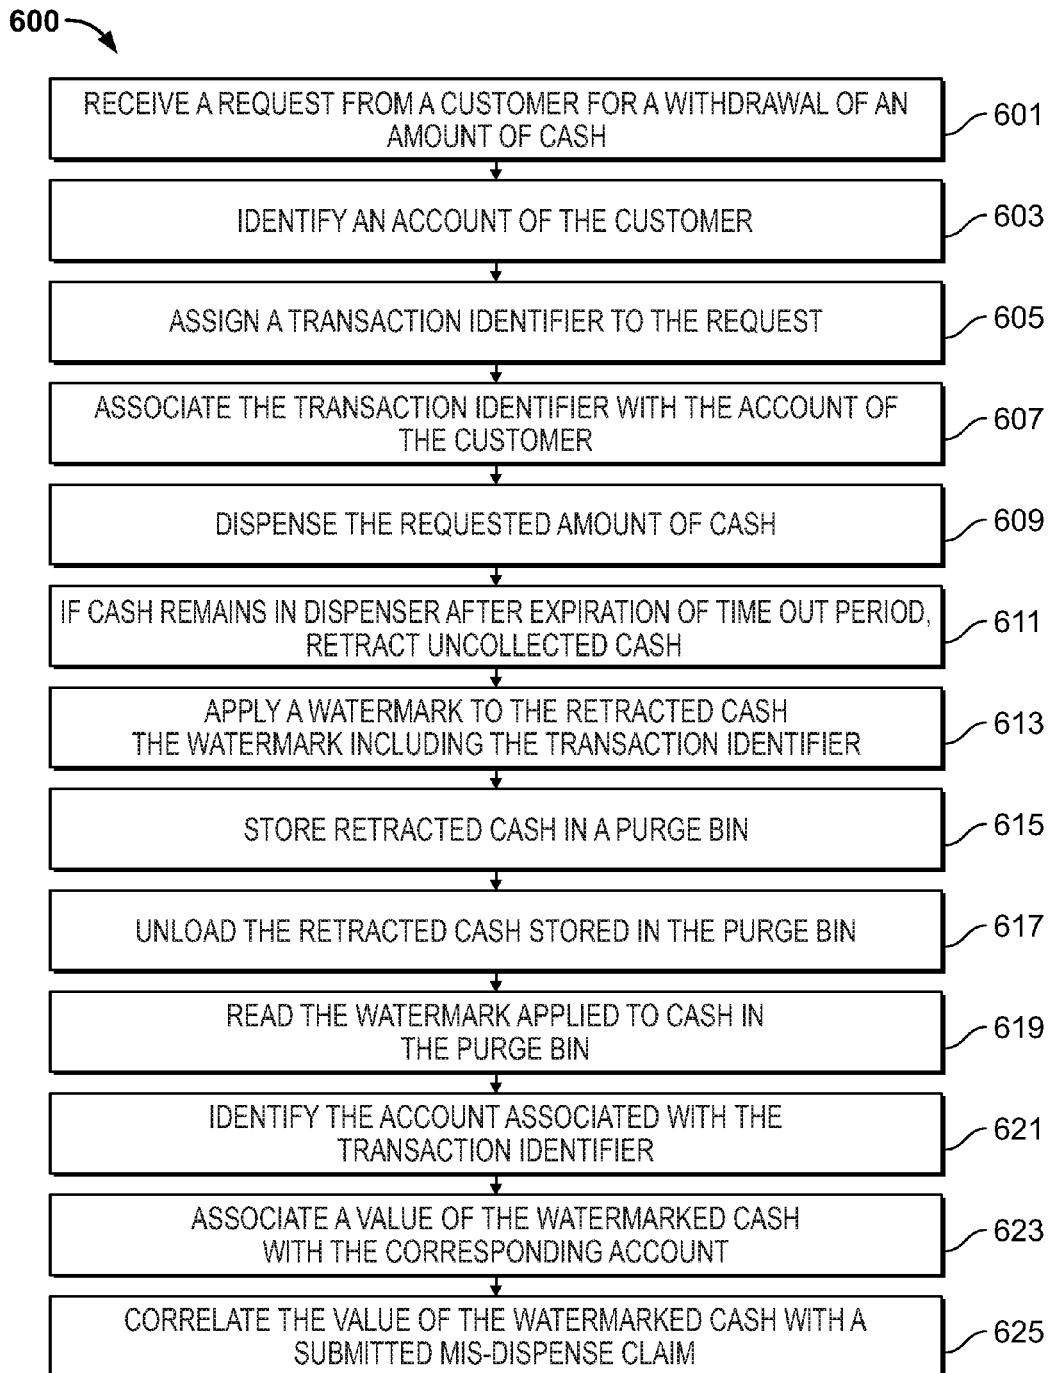 600
RECEIVE A REQUEST FROM A CUSTOMER FOR A WITHDRAWAL OF AN
AMOUNT OF CASH
601
IDENTIFY AN ACCOUNT OF THE CUSTOMER
603
ASSIGN A TRANSACTION IDENTIFIER TO THE REQUEST
605
ASSOCIATE THE TRANSACTION IDENTIFIER WITH THE ACCOUNT OF
THE CUSTOMER
607
DISPENSE THE REQUESTED AMOUNT OF CASH
609
IF CASH REMAINS IN DISPENSER AFTER EXPIRATION OF TIME OUT PERIOD,
RETRACT UNCOLLECTED CASH
611
APPLY A WATERMARK TO THE RETRACTED CASH
THE WATERMARK INCLUDING THE TRANSACTION IDENTIFIER
613
STORE RETRACTED CASH IN A PURGE BIN
615
UNLOAD THE RETRACTED CASH STORED IN THE PURGE BIN
617
READ THE WATERMARK APPLIED TO CASH IN
THE PURGE BIN
619
IDENTIFY THE ACCOUNT ASSOCIATED WITH THE
TRANSACTION IDENTIFIER
621
ASSOCIATE A VALUE OF THE WATERMARKED CASH
WITH THE CORRESPONDING ACCOUNT
623
CORRELATE THE VALUE OF THE WATERMARKED CASH WITH A
SUBMITTED MIS-DISPENSE CLAIM
625